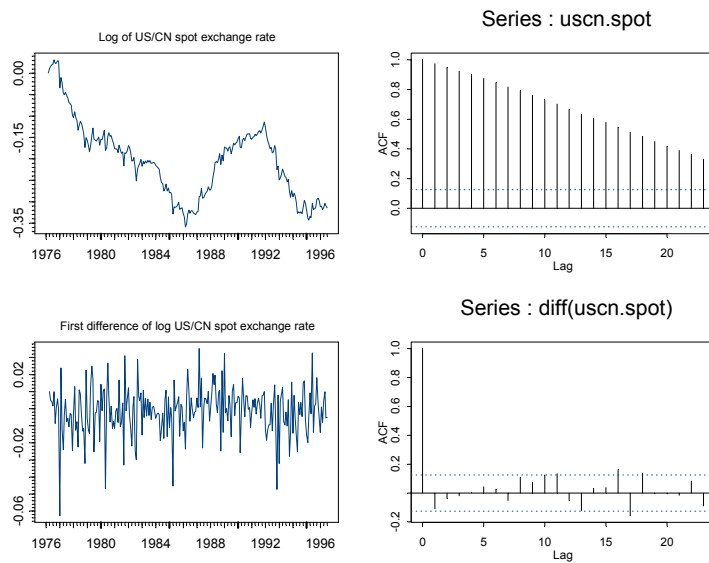 Log of US/CN spot exchange rate
0.00
-0.15
-0.35
1976 1980 1984 1988 1992 1996
Series : uscn.spot
ACF
1.0
0.8
0.6
0.4
0.2
0.0
0 5 10 15 20
Lag
First difference of log US/CN spot exchange rate
0.02
-0.02
-0.06
1976 1980 1984 1988 1992 1996
Series : diff(uscn.spot)
ACF
1.0
0.8
0.6
0.4
0.2
-0.2
0 5 10 15 20
Lag